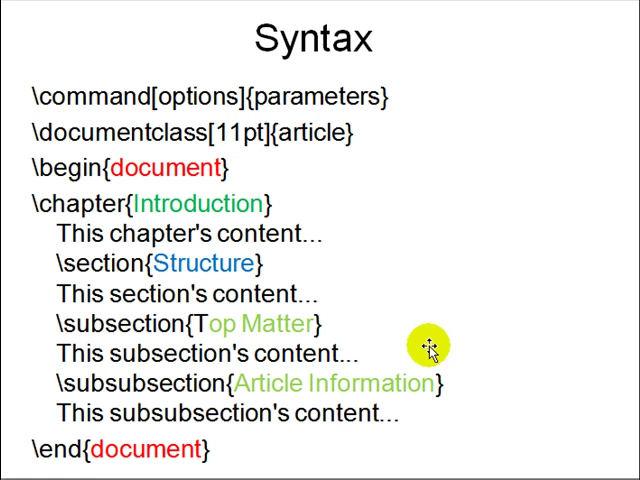 Syntax
\command[options]{parameters}
\documentclass[11pt]{article}
\begin{document}
\chapter{Introduction}
This chapter's content...
\section{Structure}
This section's content...
\subsection{Top Matter}
This subsection's content...
\subsubsection{Article Information}
This subsubsection's content...
\end{document}